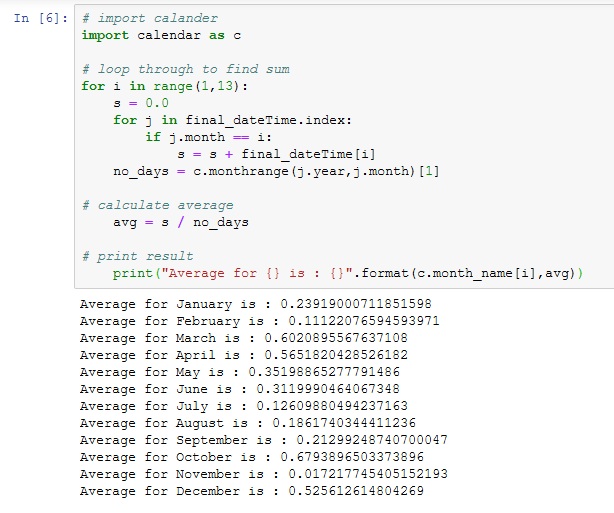 In [6]: # import calander
import calendar as c
# loop through to find sum
for i in range(1,13):
s = 0.0
for j in final_dateTime.index:
if j.month == i:
s = s + final_dateTime[i]
no_days = c.monthrange(j.year,j.month)[1]
# calculate average
avg = s / no_days
# print result
print("Average for {} is : {}".format(c.month_name[i],avg))
Average for January is : 0.23919000711851598
Average for February is : 0.11122076594593971
Average for March is : 0.6020895567637108
Average for April is : 0.5651820428526182
Average for May is : 0.35198865277791486
Average for June is : 0.3119990464067348
Average for July is : 0.12609880494237163
Average for August is : 0.1861740344411236
Average for September is : 0.21299248740700047
Average for October is : 0.6793896503373896
Average for November is : 0.017217745405152193
Average for December is : 0.525612614804269